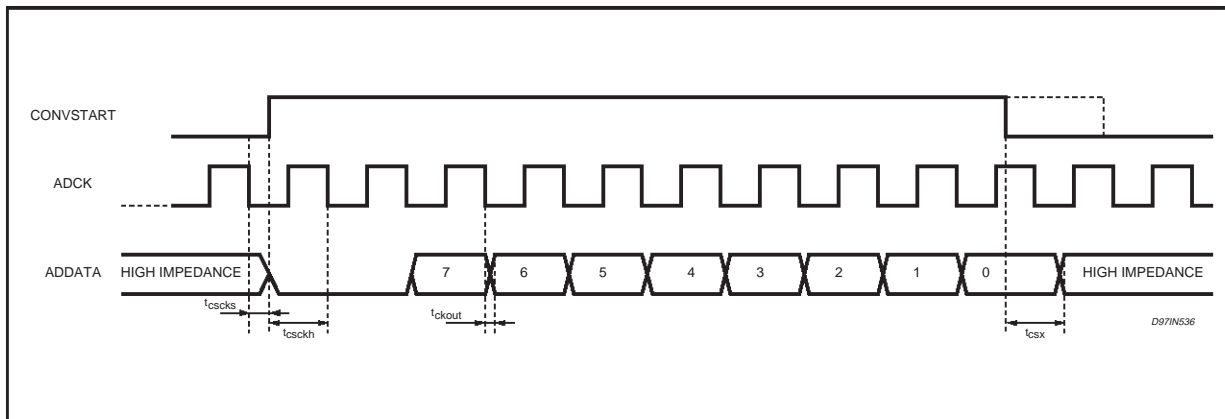 CONVSTART
ADCK
ADDATA HIGH IMPEDANCE 7 6 5 4 3 2 1 0 HIGH IMPEDANCE
tcscks
tcsckh
tckout
tcsx
D97IN536